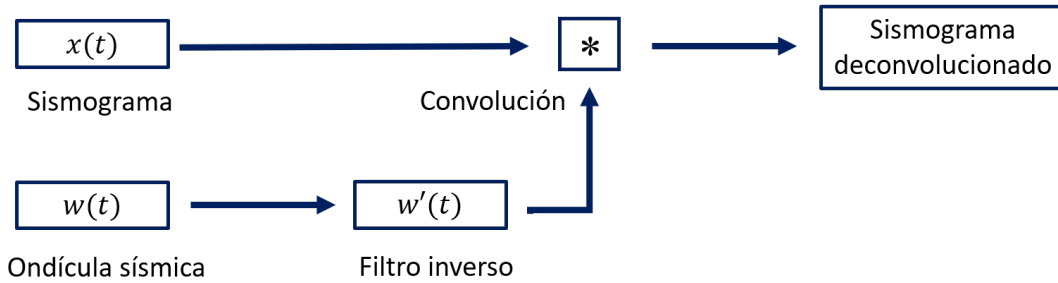 x(t)
Sismograma
*
Convolución
Sismograma
deconvolucionado
w(t)
Ondícula sísmica
w′(t)
Filtro inverso